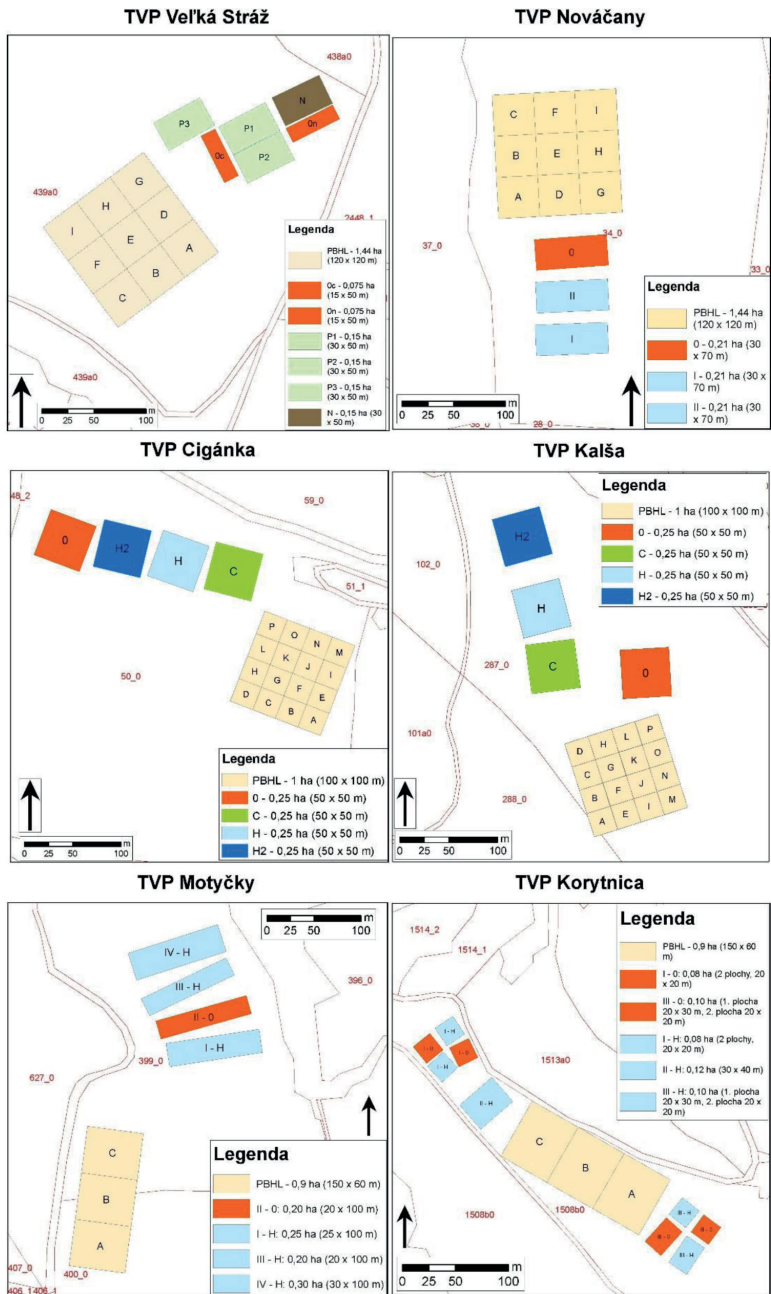 TVP Veľká Stráž
438a0
N
P3
P1
0n
0c
P2
G
439a0
H
D
I
E
A
F
B
C
2448_1
Legenda
PBHL - 1,44 ha
(120 x 120 m)
0c - 0,075 ha
(15 x 50 m)
0n - 0,075 ha
(15 x 50 m)
P1 - 0,15 ha
(30 x 50 m)
P2 - 0,15 ha
(30 x 50 m)
P3 - 0,15 ha
(30 x 50 m)
N - 0,15 ha (30
x 50 m)
439a0
m
0 25 50 100
TVP Nováčany
C F I
B E H
A D G
34_0
37_0
0
33_0
II
I
Legenda
PBHL - 1,44 ha
(120 x 120 m)
0 - 0,21 ha (30
x 70 m)
I - 0,21 ha (30 x
70 m)
II - 0,21 ha (30
x 70 m)
m
0 25 50 100
28_0
TVP Cigánka
48_2
59_0
0
H2
H
C
51_1
P O N M
L K J I
H G F E
D C B A
50_0
Legenda
PBHL - 1 ha (100 x 100 m)
0 - 0,25 ha (50 x 50 m)
C - 0,25 ha (50 x 50 m)
H - 0,25 ha (50 x 50 m)
H2 - 0,25 ha (50 x 50 m)
m
0 25 50 100
TVP Kalša
Legenda
PBHL - 1 ha (100 x 100 m)
0 - 0,25 ha (50 x 50 m)
C - 0,25 ha (50 x 50 m)
H - 0,25 ha (50 x 50 m)
H2 - 0,25 ha (50 x 50 m)
H2
102_0
H
287_0
C
0
101a0
D H L P
C G K O
B F J N
A E I M
288_0
m
0 25 50 100
TVP Motyčky
m
0 25 50 100
IV - H
III - H
396_0
II - 0
I - H
399_0
627_0
C
B
A
407_0
400_0
Legenda
PBHL - 0,9 ha (150 x 60 m)
II - 0: 0,20 ha (20 x 100 m)
I - H: 0,25 ha (25 x 100 m)
III - H: 0,20 ha (20 x 100 m)
IV - H: 0,30 ha (30 x 100 m)
TVP Korytnica
1514_2
1514_1
Legenda
PBHL - 0,9 ha (150 x 60
m)
I - 0: 0,08 ha (2 plochy, 20
x 20 m)
III - 0: 0,10 ha (1. plocha
20 x 30 m, 2. plocha 20 x
20 m)
I - H: 0,08 ha (2 plochy,
20 x 20 m)
II - H: 0,12 ha (30 x 40 m)
III - H: 0,10 ha (1. plocha
20 x 30 m, 2. plocha 20 x
20 m)
I - H
I - 0
I - 0
I - H
1513a0
II - H
C
B
A
III - H
III - 0
III - 0
III - H
1508b0
1508b0
m
0 25 50 100